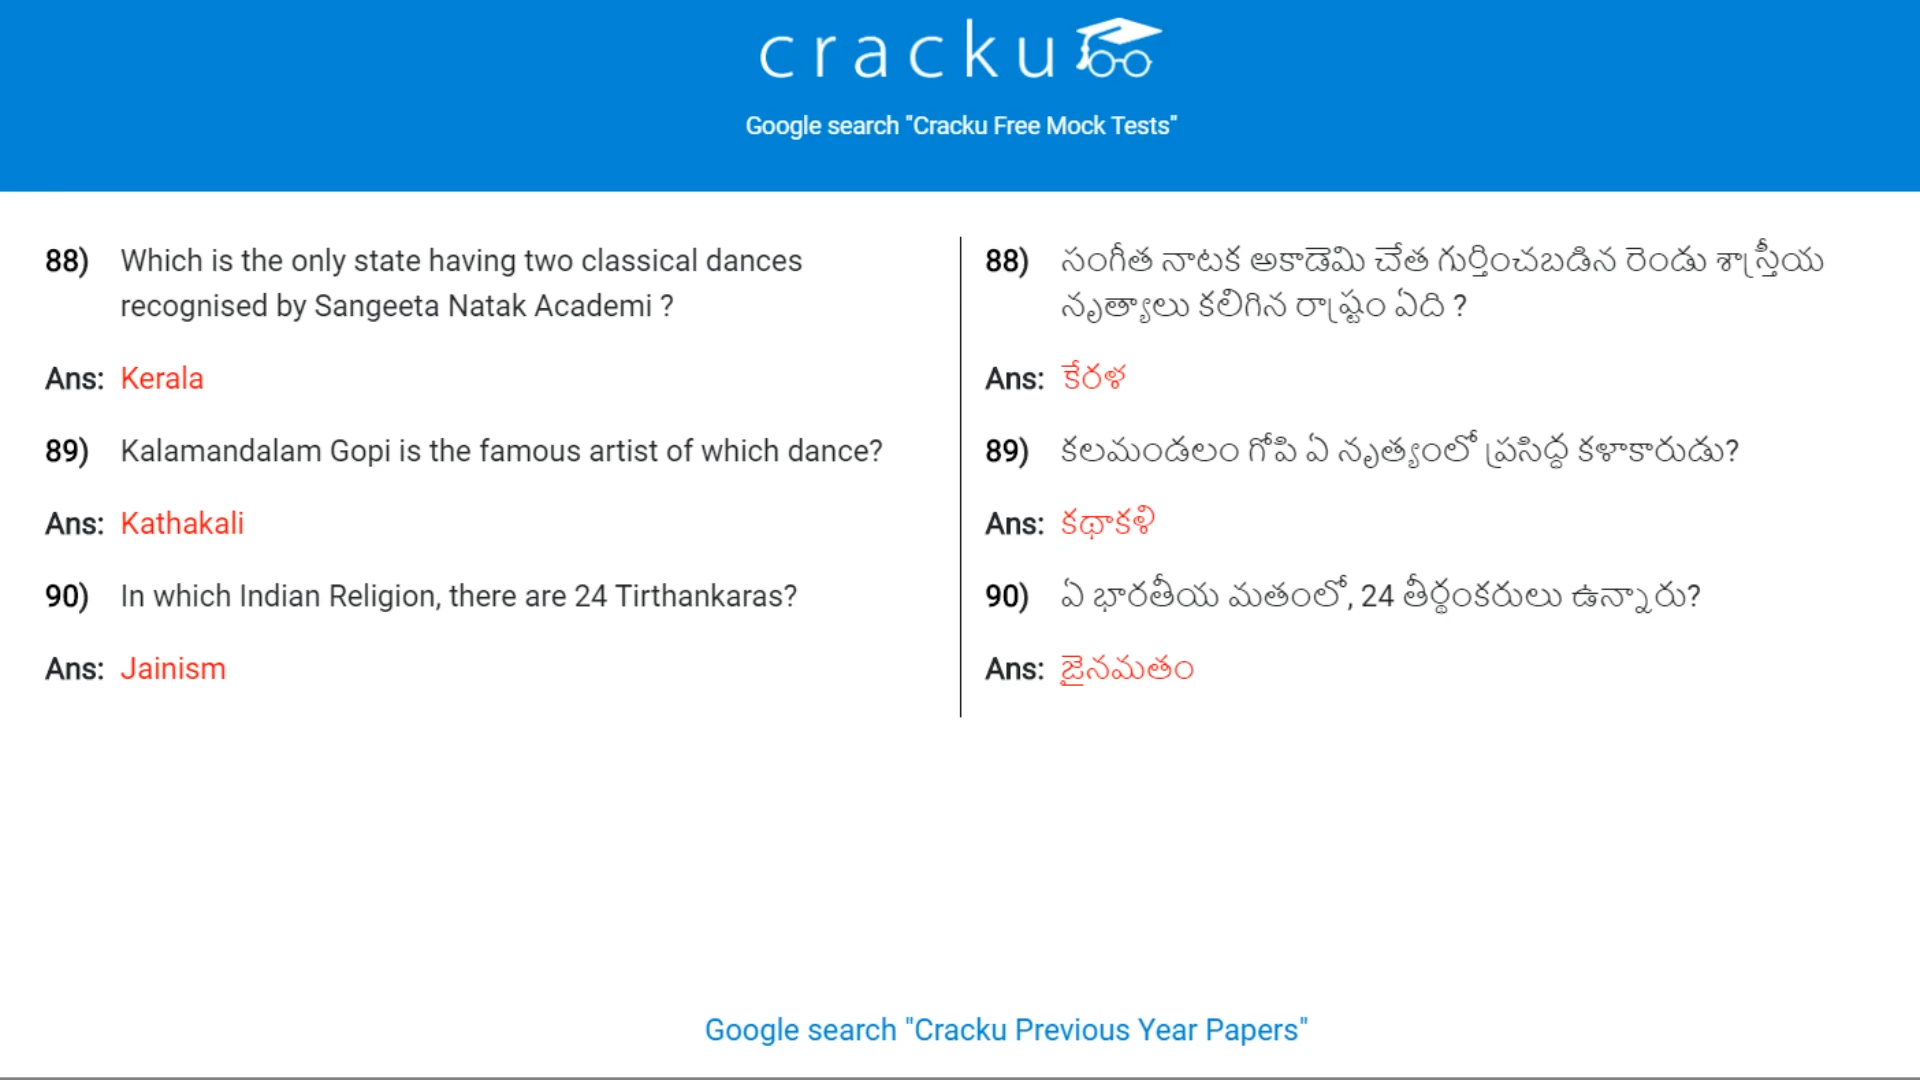 cracku
Google search "Cracku Free Mock Tests"
88) Which is the only state having two classical dances
recognised by Sangeeta Natak Academi ?
Ans: Kerala
89) Kalamandalam Gopi is the famous artist of which dance?
Ans: Kathakali
90) In which Indian Religion, there are 24 Tirthankaras?
Ans: Jainism
88) సంగీత నాటక అకాడెమి చేత గుర్తించబడిన రెండు శాస్త్రీయ
నృత్యాలు కలిగిన రాష్ట్రం ఏది ?
Ans: కేరళ
89) కలమండలం గోపి ఏ నృత్యంలో ప్రసిద్ధ కళాకారుడు?
Ans: కథాకళి
90) ఏ భారతీయ మతంలో, 24 తీర్థంకరులు ఉన్నారు?
Ans: జైనమతం
Google search "Cracku Previous Year Papers"